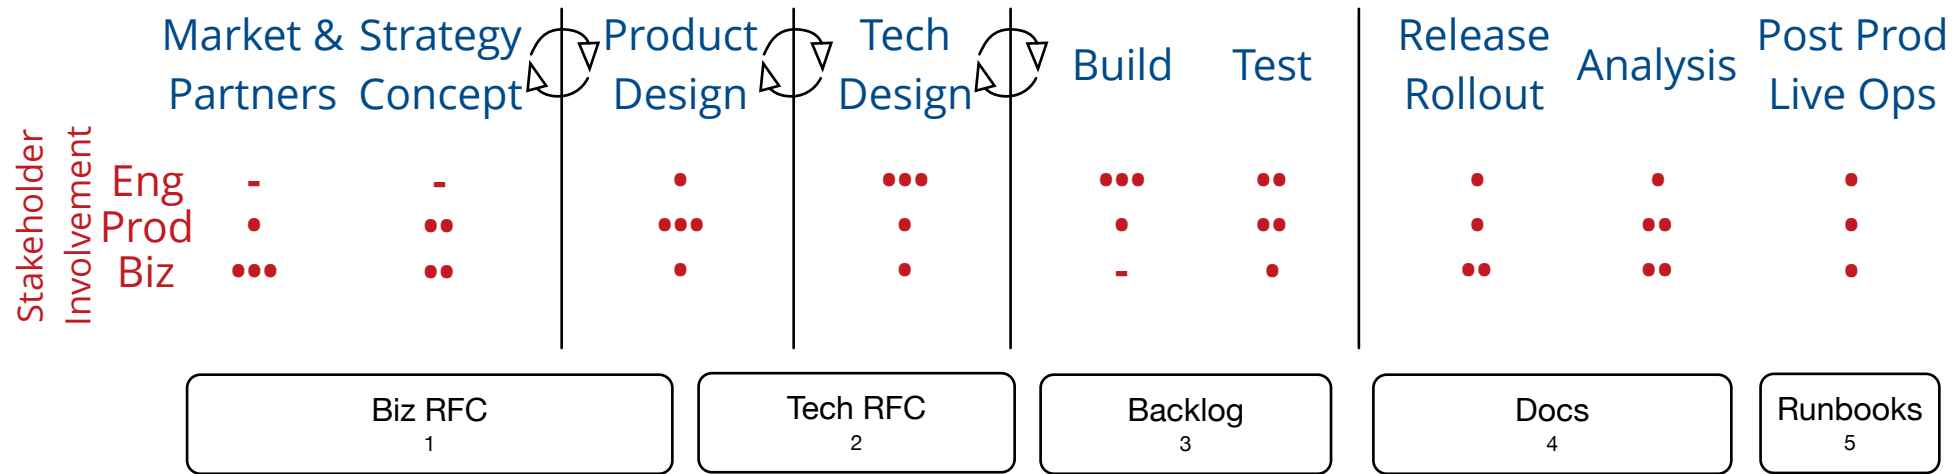 Market & Strategy Product Tech Build Test Release Analysis Post Prod
Partners Concept Design Design Rollout Live Ops
Stakeholder
Involvement
Eng - - • ••• ••• •• • • •
Prod • •• ••• • • •• • •• •
Biz ••• •• • • - • •• •• •
Biz RFC
1
Tech RFC
2
Backlog
3
Docs
4
Runbooks
5